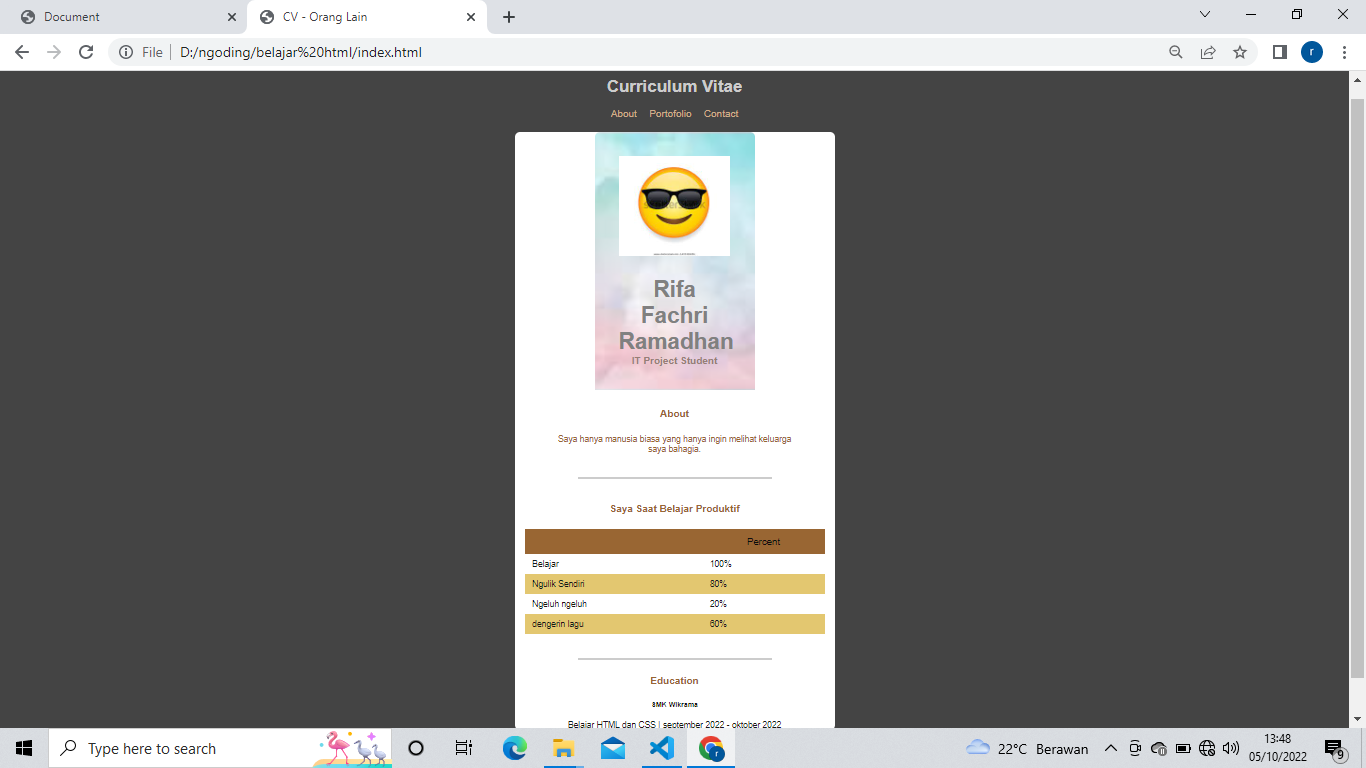 Document
CV - Orang Lain
File
D:/ngoding/belajar%20html/index.html
r
Curriculum Vitae
About Portofolio Contact
Rifa
Fachri
Ramadhan
IT Project Student
About
Saya hanya manusia biasa yang hanya ingin melihat keluarga
saya bahagia.
Saya Saat Belajar Produktif
Percent
Belajar 100%
Ngulik Sendiri 80%
Ngeluh ngeluh 20%
dengerin lagu 60%
Education
SMK Wikrama
Belajar HTML dan CSS | september 2022 - oktober 2022
Type here to search
r
22°C Berawan
13:48
05/10/2022
9